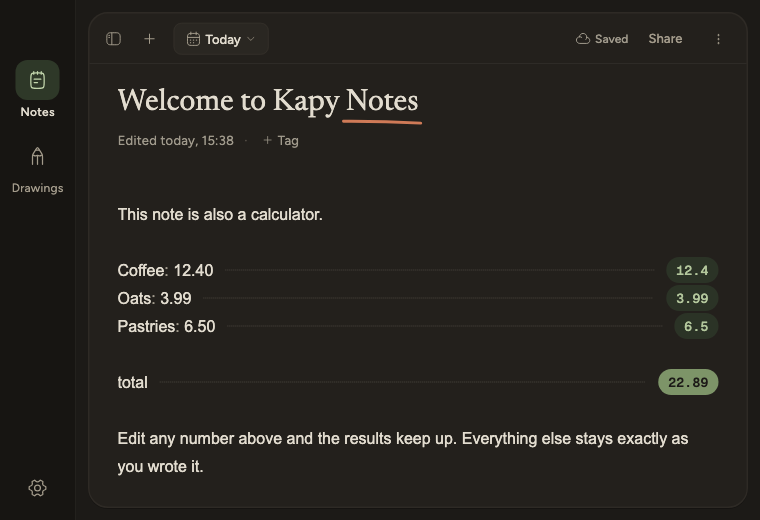 Today
Saved
Share
Notes
Drawings
Welcome to Kapy Notes
Edited today, 15:38 · + Tag
This note is also a calculator.
Coffee: 12.40 12.4
Oats: 3.99 3.99
Pastries: 6.50 6.5
total 22.89
Edit any number above and the results keep up. Everything else stays exactly as
you wrote it.